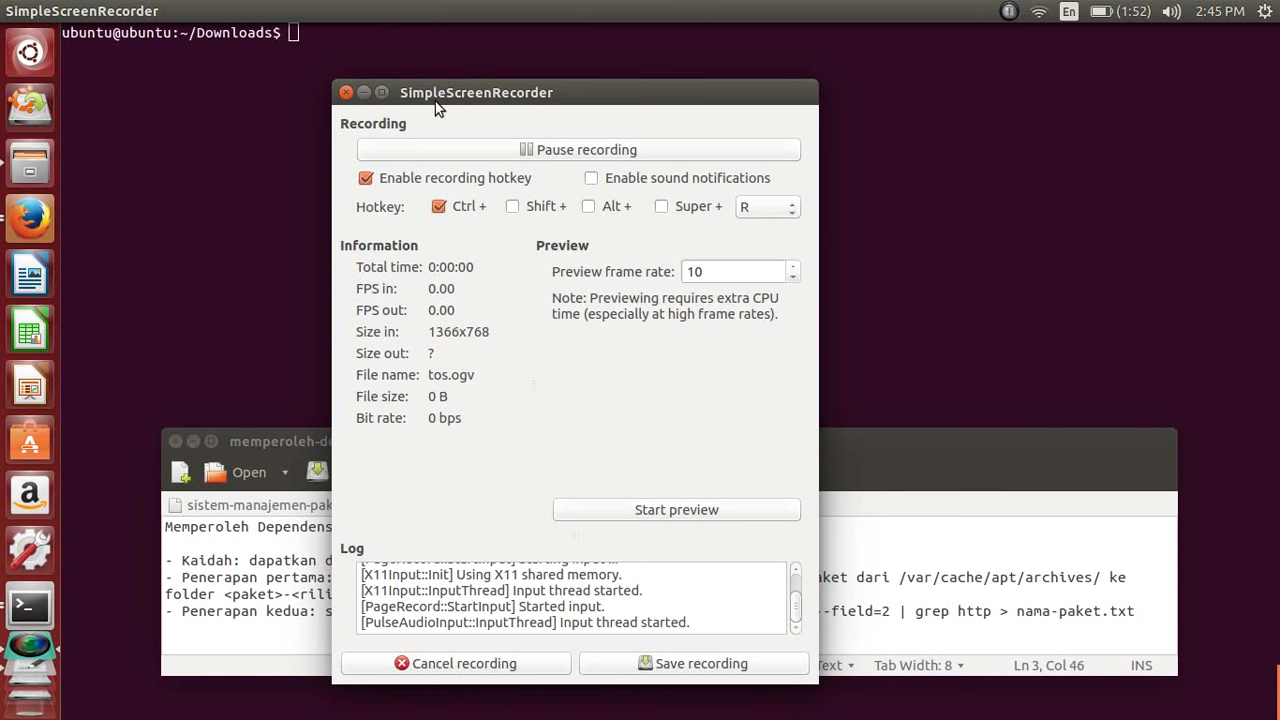 SimpleScreenRecorder
En
(1:52)
2:45 PM
ubuntu@ubuntu:~/Downloads$
SimpleScreenRecorder
Recording
Pause recording
Enable recording hotkey
Enable sound notifications
Hotkey:
Ctrl +
Shift +
Alt +
Super +
R
Information
Preview
Total time: 0:00:00
FPS in: 0.00
FPS out: 0.00
Size in: 1366x768
Size out: ?
File name: tos.ogv
File size: 0 B
Bit rate: 0 bps
Preview frame rate: 10
Note: Previewing requires extra CPU
time (especially at high frame rates).
Start preview
Log
[PageRecord::StartInput] Starting input ...
[X11Input::Init] Using X11 shared memory.
[X11Input::InputThread] Input thread started.
[PageRecord::StartInput] Started input.
[PulseAudioInput::InputThread] Input thread started.
Cancel recording
Save recording
memperoleh-de
Open
sistem-manajemen-pak
Memperoleh Dependens
- Kaidah: dapatkan d
- Penerapan pertama: aket dari /var/cache/apt/archives/ ke
folder <paket>-<rili
- Penerapan kedua: s --field=2 | grep http > nama-paket.txt
Text
Tab Width: 8
Ln 3, Col 46
INS